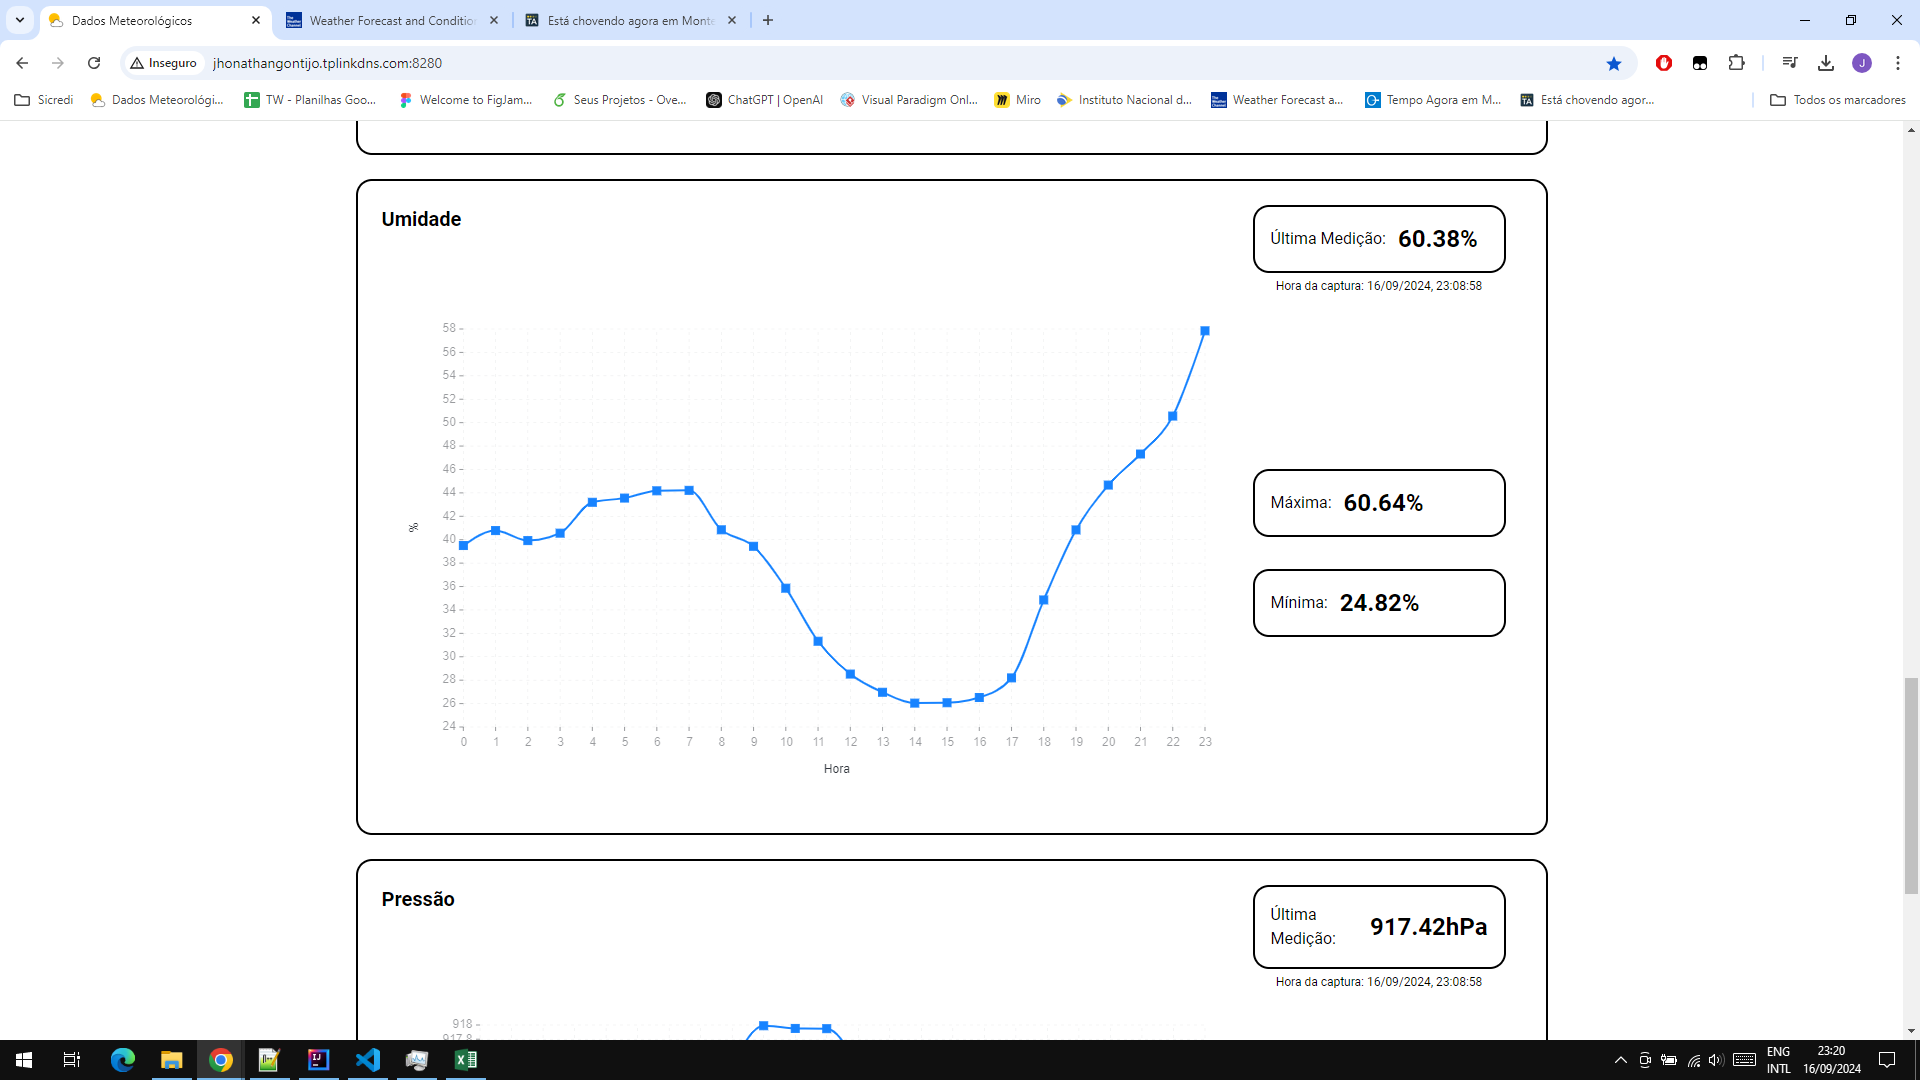 Dados Meteorológicos
Weather Forecast and Conditio
Está chovendo agora em Monte
Inseguro
jhonathangontijo.tplinkdns.com:8280
J
Sicredi
Dados Meteorológi...
TW - Planilhas Goo...
Welcome to FigJam...
Seus Projetos - Ove...
ChatGPT | OpenAI
Visual Paradigm Onl...
Miro
Instituto Nacional d...
Weather Forecast a...
Tempo Agora em M...
Está chovendo agor...
Todos os marcadores
Umidade
Última Medição: 60.38%
Hora da captura: 16/09/2024, 23:08:58
58
56
54
52
50
48
46
44
42
40
38
36
34
32
30
28
26
24
%
0 1 2 3 4 5 6 7 8 9 10 11 12 13 14 15 16 17 18 19 20 21 22 23
Hora
Máxima: 60.64%
Mínima: 24.82%
Pressão
Última
Medição:
917.42hPa
Hora da captura: 16/09/2024, 23:08:58
918
917.8
ENG
INTL
23:20
16/09/2024